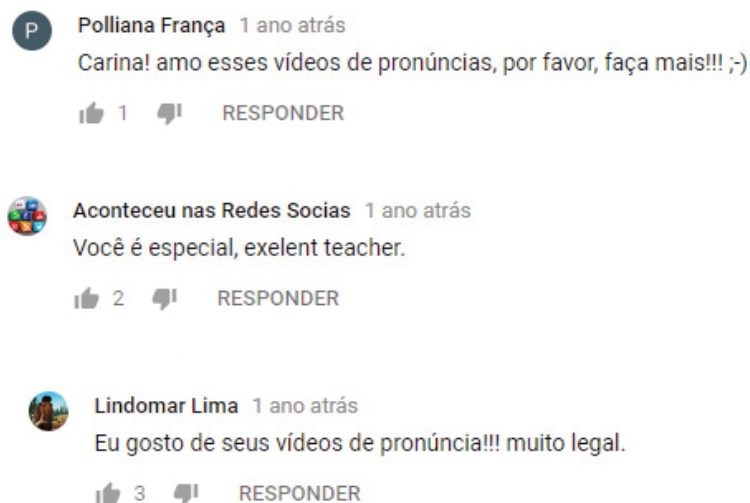 P
Polliana França 1 ano atrás
Carina! amo esses vídeos de pronúncias, por favor, faça mais!!! ;-)
1 RESPONDER
Aconteceu nas Redes Socias 1 ano atrás
Você é especial, exelent teacher.
2 RESPONDER
Lindomar Lima 1 ano atrás
Eu gosto de seus vídeos de pronúncia!!! muito legal.
3 RESPONDER